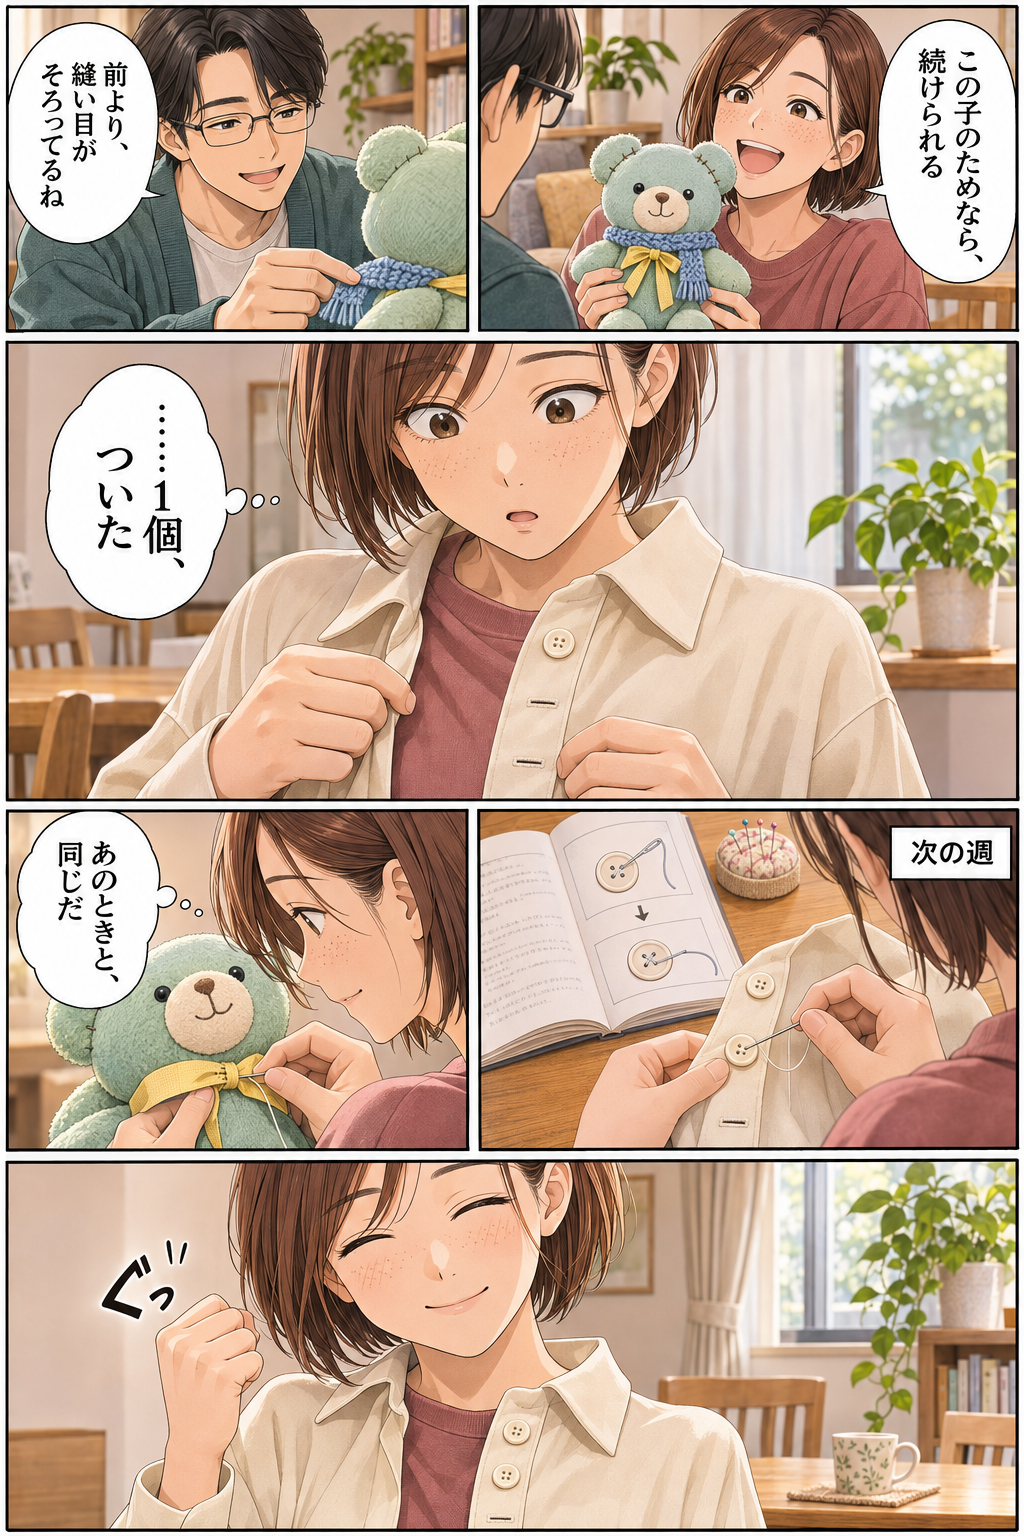 前より、
縫い目が
そろってるね
この子のためなら、
続けられる
……1個、
ついた
あのときと、
同じだ
次の週
ぐっ